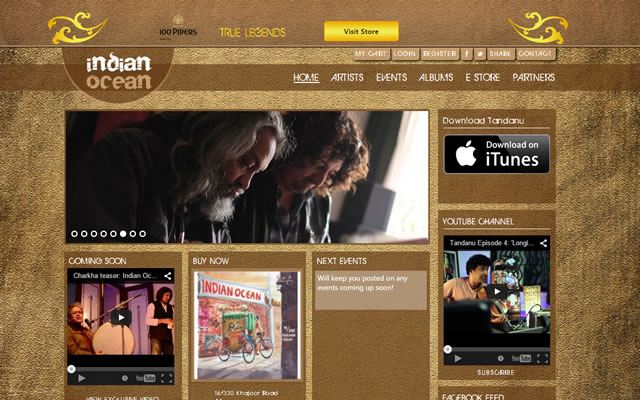 100 PIPERS
TRUE LEGENDS
Visit Store
MY CART
LOGIN
REGISTER
f
SHARE
CONTACT
indian
ocean
HOME
ARTISTS
EVENTS
ALBUMS
E STORE
PARTNERS
Download Tandanu
Download on
iTunes
YOUTUBE CHANNEL
Tandanu Episode 4: 'Longi...
YouTube
SUBSCRIBE
COMING SOON
Charkha teaser: Indian Oc...
YouTube
VIEW EXCLUSIVE VIDEO
BUY NOW
INDIAN OCEAN
16/330 Khajoor Road
NEXT EVENTS
Will keep you posted on any
events coming up soon!
FACEBOOK FEED